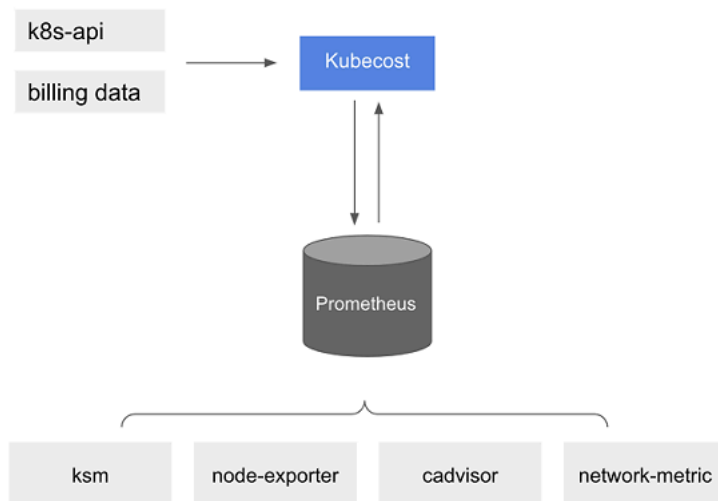 k8s-api
billing data
Kubecost
Prometheus
ksm
node-exporter
cadvisor
network-metric